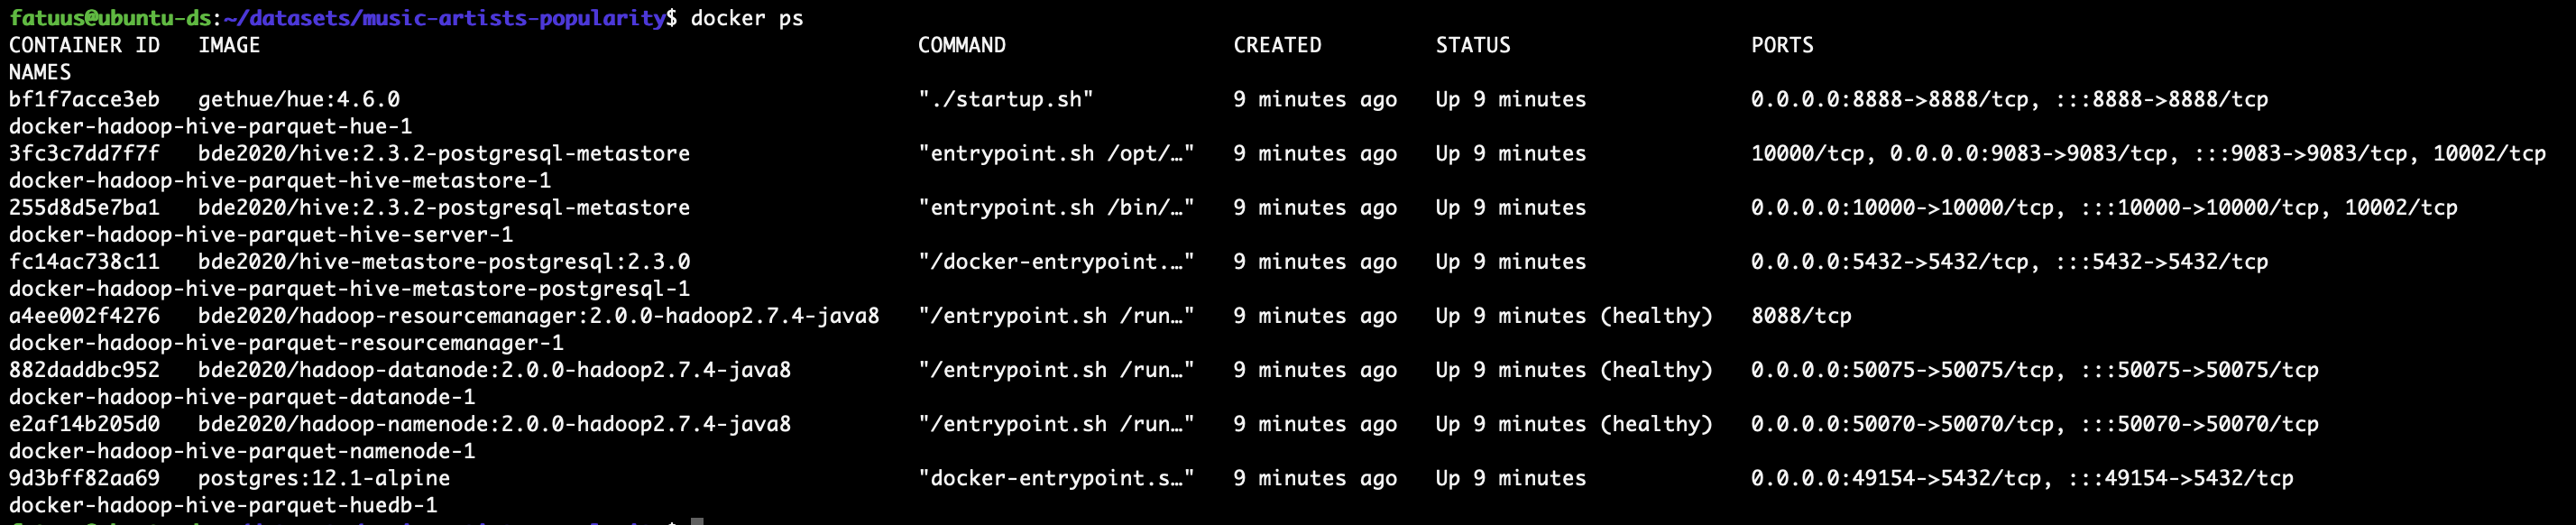 fatuus@ubuntu-ds:~/datasets/music-artists-popularity$ docker ps
CONTAINER ID   IMAGE   COMMAND   CREATED   STATUS   PORTS
NAMES
bf1f7acce3eb   gethue/hue:4.6.0   "./startup.sh"   9 minutes ago   Up 9 minutes   0.0.0.0:8888->8888/tcp, :::8888->8888/tcp
docker-hadoop-hive-parquet-hue-1
3fc3c7dd7f7f   bde2020/hive:2.3.2-postgresql-metastore   "entrypoint.sh /opt/…"   9 minutes ago   Up 9 minutes   10000/tcp, 0.0.0.0:9083->9083/tcp, :::9083->9083/tcp, 10002/tcp
docker-hadoop-hive-parquet-hive-metastore-1
255d8d5e7ba1   bde2020/hive:2.3.2-postgresql-metastore   "entrypoint.sh /bin/…"   9 minutes ago   Up 9 minutes   0.0.0.0:10000->10000/tcp, :::10000->10000/tcp, 10002/tcp
docker-hadoop-hive-parquet-hive-server-1
fc14ac738c11   bde2020/hive-metastore-postgresql:2.3.0   "/docker-entrypoint.…"   9 minutes ago   Up 9 minutes   0.0.0.0:5432->5432/tcp, :::5432->5432/tcp
docker-hadoop-hive-parquet-hive-metastore-postgresql-1
a4ee002f4276   bde2020/hadoop-resourcemanager:2.0.0-hadoop2.7.4-java8   "/entrypoint.sh /run…"   9 minutes ago   Up 9 minutes (healthy)   8088/tcp
docker-hadoop-hive-parquet-resourcemanager-1
882daddbc952   bde2020/hadoop-datanode:2.0.0-hadoop2.7.4-java8   "/entrypoint.sh /run…"   9 minutes ago   Up 9 minutes (healthy)   0.0.0.0:50075->50075/tcp, :::50075->50075/tcp
docker-hadoop-hive-parquet-datanode-1
e2af14b205d0   bde2020/hadoop-namenode:2.0.0-hadoop2.7.4-java8   "/entrypoint.sh /run…"   9 minutes ago   Up 9 minutes (healthy)   0.0.0.0:50070->50070/tcp, :::50070->50070/tcp
docker-hadoop-hive-parquet-namenode-1
9d3bff82aa69   postgres:12.1-alpine   "docker-entrypoint.s…"   9 minutes ago   Up 9 minutes   0.0.0.0:49154->5432/tcp, :::49154->5432/tcp
docker-hadoop-hive-parquet-huedb-1